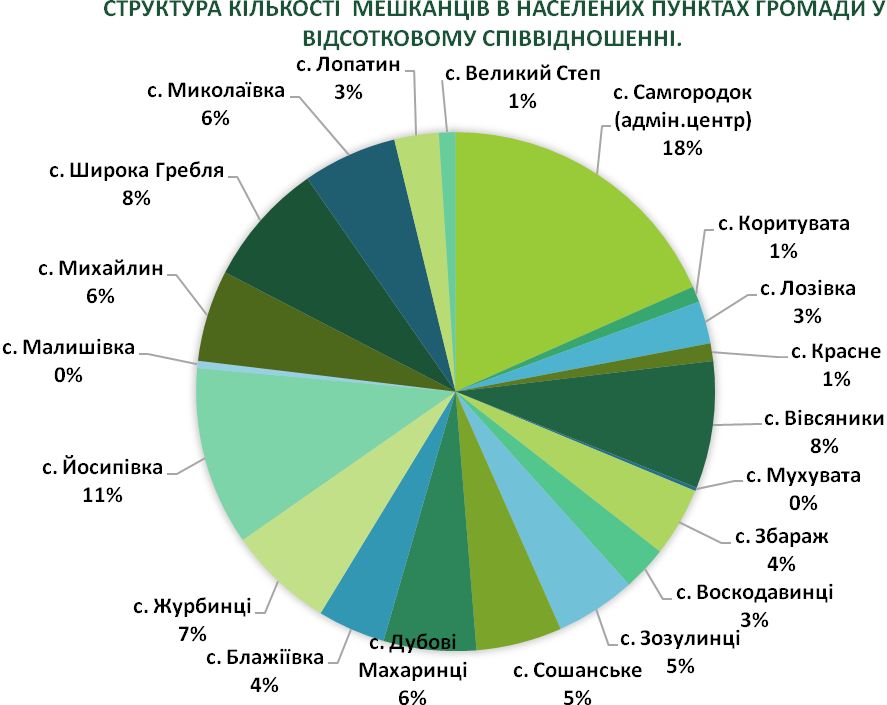 СТРУКТУРА КІЛЬКОСТІ МЕШКАНЦІВ В НАСЕЛЕНИХ ПУНКТАХ ГРОМАДИ У
ВІДСОТКОВОМУ СПІВВІДНОШЕННІ.
с. Самгородок
(адмін.центр)
18%
с. Коритувата
1%
с. Лозівка
3%
с. Красне
1%
с. Вівсяники
8%
с. Мухувата
0%
с. Збараж
4%
с. Воскодавинці
3%
с. Зозулинці
5%
с. Сошанське
5%
с. Дубові
Махаринці
6%
с. Блажіївка
4%
с. Журбинці
7%
с. Йосипівка
11%
с. Малишівка
0%
с. Михайлин
6%
с. Широка Гребля
8%
с. Миколаївка
6%
с. Лопатин
3%
с. Великий Степ
1%